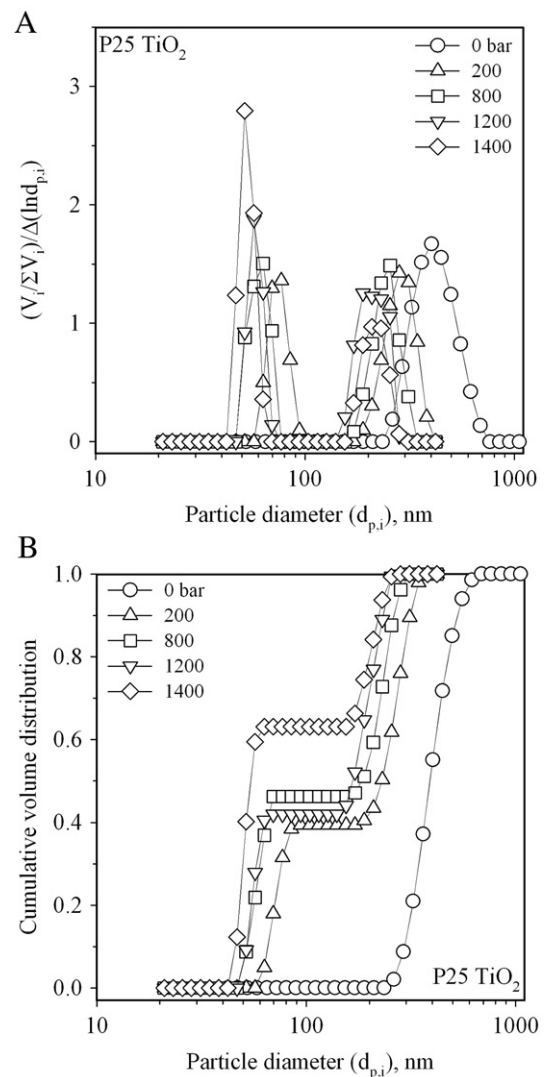 A
P25 TiO2
0 bar
200
800
1200
1400
(Vi/ΣVi)/Δ(lndp,i)
3
2
1
0
10 100 1000
Particle diameter (dp,i), nm
B
0 bar
200
800
1200
1400
Cumulative volume distribution
1.0
0.8
0.6
0.4
0.2
0.0
P25 TiO2
10 100 1000
Particle diameter (dp,i), nm